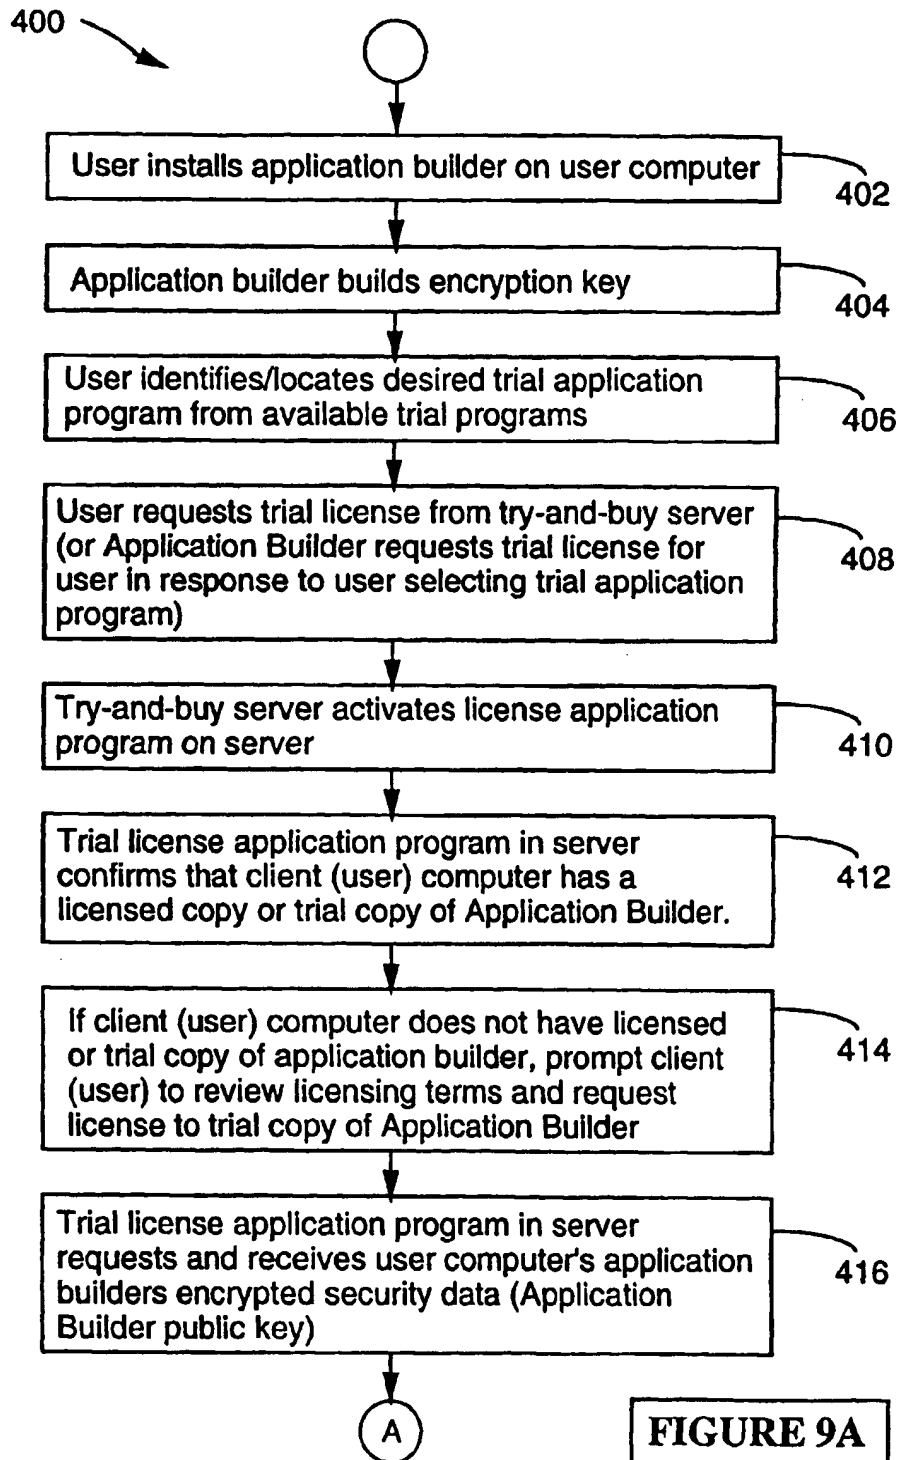 400
User installs application builder on user computer
402
Application builder builds encryption key
404
User identifies/locates desired trial application
program from available trial programs
406
User requests trial license from try-and-buy server
(or Application Builder requests trial license for
user in response to user selecting trial application
program)
408
Try-and-buy server activates license application
program on server
410
Trial license application program in server
confirms that client (user) computer has a
licensed copy or trial copy of Application Builder.
412
If client (user) computer does not have licensed
or trial copy of application builder, prompt client
(user) to review licensing terms and request
license to trial copy of Application Builder
414
Trial license application program in server
requests and receives user computer's application
builders encrypted security data (Application
Builder public key)
416
A
FIGURE 9A